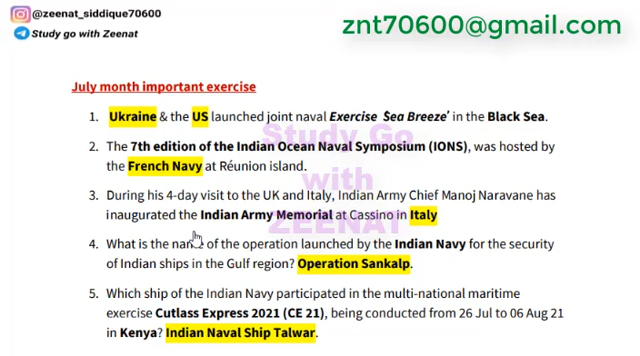 @zeenat_siddique70600
Study go with Zeenat
znt70600@gmail.com
July month important exercise
1. Ukraine & the US launched joint naval Exercise 'Sea Breeze' in the Black Sea.
2. The 7th edition of the Indian Ocean Naval Symposium (IONS), was hosted by
the French Navy at Réunion island.
3. During his 4-day visit to the UK and Italy, Indian Army Chief Manoj Naravane has
inaugurated the Indian Army Memorial at Cassino in Italy
4. What is the name of the operation launched by the Indian Navy for the security
of Indian ships in the Gulf region? Operation Sankalp.
5. Which ship of the Indian Navy participated in the multi-national maritime
exercise Cutlass Express 2021 (CE 21), being conducted from 26 Jul to 06 Aug 21
in Kenya? Indian Naval Ship Talwar.
Study Go
with
ZEENAT